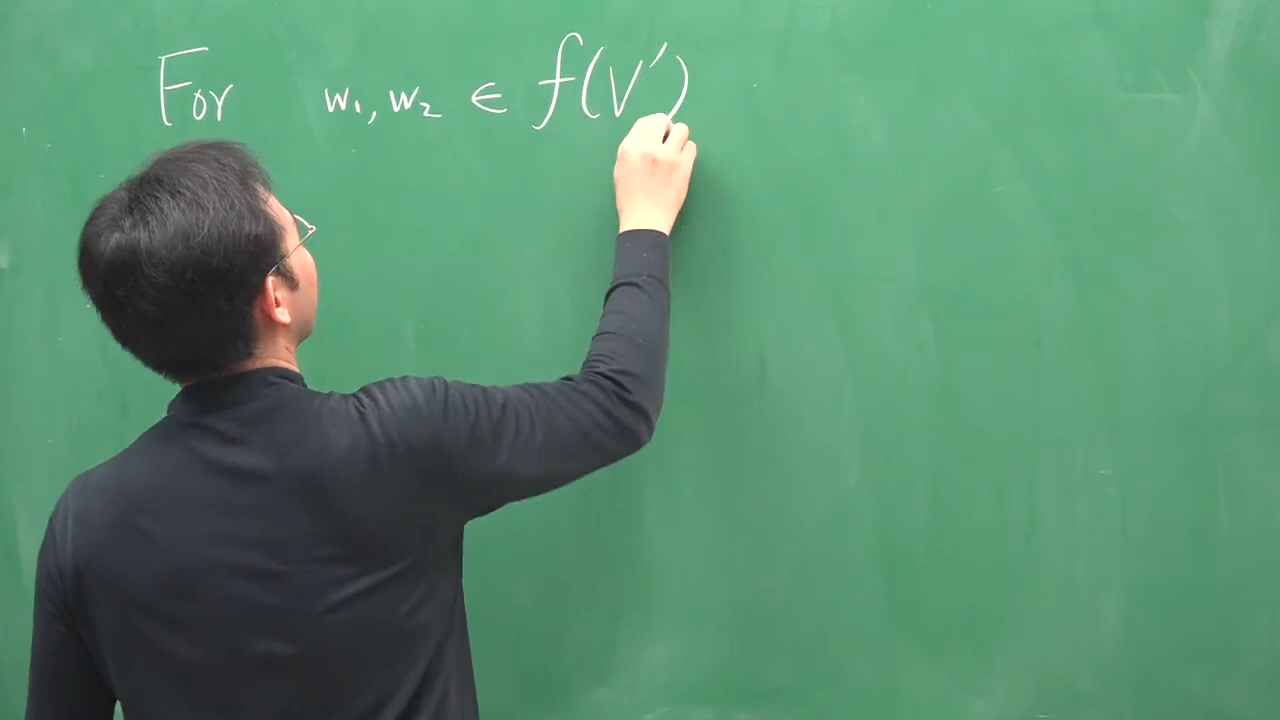 For w₁, w₂ ∈ f(V′)